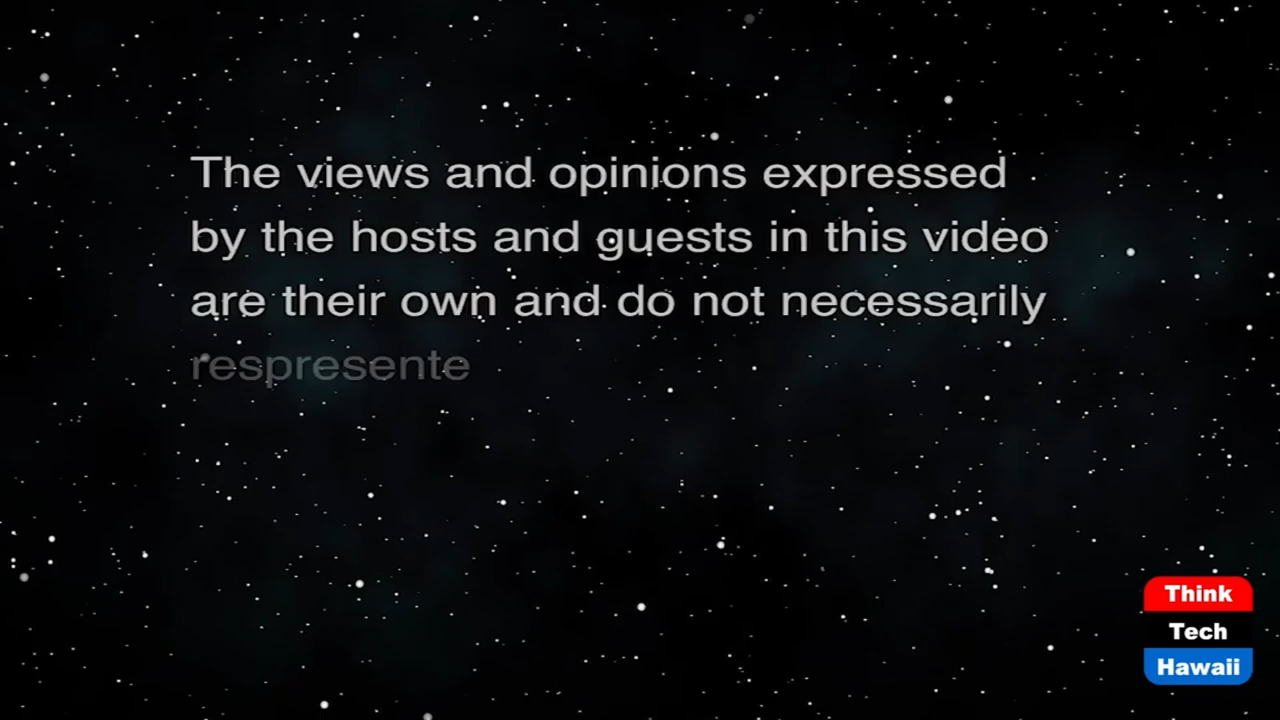 The views and opinions expressed
by the hosts and guests in this video
are their own and do not necessarily
respresente
Think
Tech
Hawaii